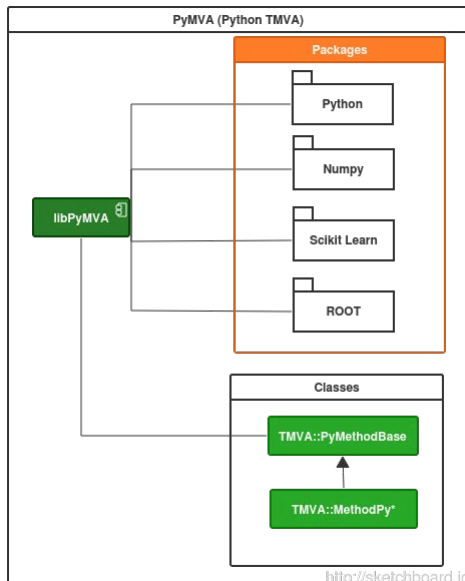 PyMVA (Python TMVA)
Packages
Python
Numpy
libPyMVA
Scikit Learn
ROOT
Classes
TMVA::PyMethodBase
TMVA::MethodPy*
http://sketchboard.io